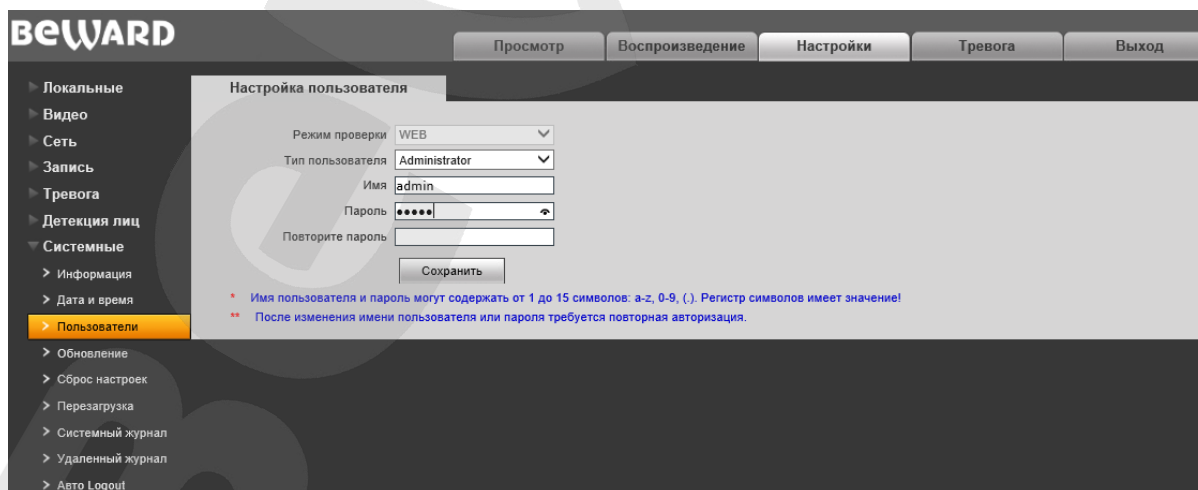 BEWARD
Просмотр
Воспроизведение
Настройки
Тревога
Выход
Локальные
Видео
Сеть
Запись
Тревога
Детекция лиц
Системные
Информация
Дата и время
Пользователи
Обновление
Сброс настроек
Перезагрузка
Системный журнал
Удаленный журнал
Авто Logout
Настройка пользователя
Режим проверки WEB
Тип пользователя Administrator
Имя admin
Пароль •••••
Повторите пароль
Сохранить
* Имя пользователя и пароль могут содержать от 1 до 15 символов: a-z, 0-9, (.). Регистр символов имеет значение!
** После изменения имени пользователя или пароля требуется повторная авторизация.